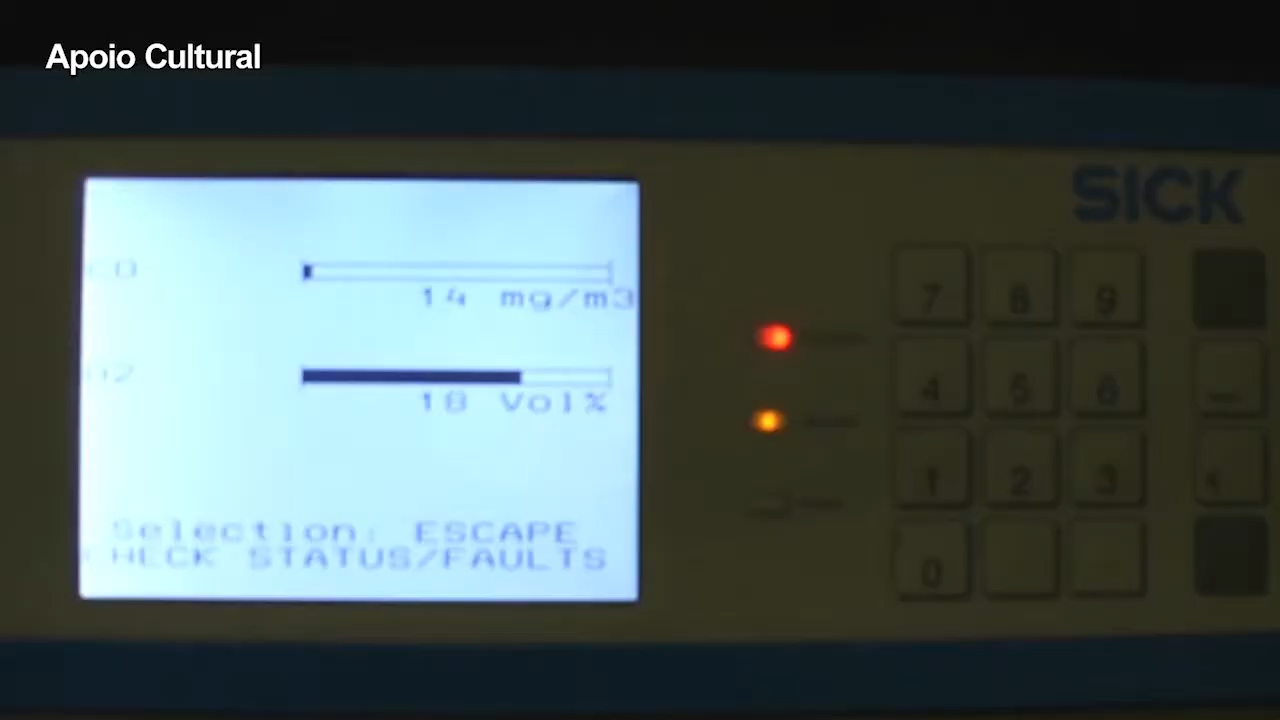 Apoio Cultural
SICK
CO
14 mg/m3
O2
18 Vol%
Selection: ESCAPE
CHECK STATUS/FAULTS
7 8 9
4 5 6
1 2 3
0